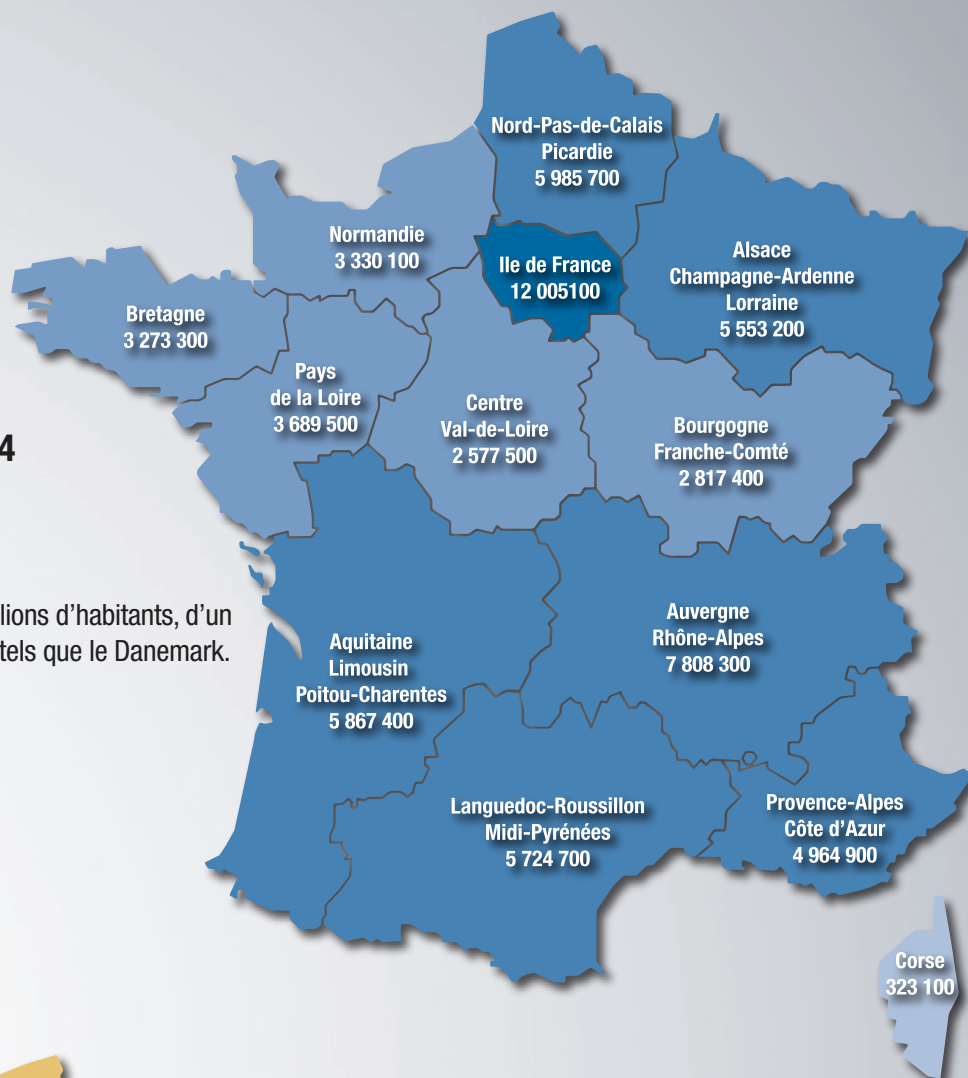 Nord-Pas-de-Calais
Picardie
5 985 700
Normandie
3 330 100
Ile de France
12 005100
Alsace
Champagne-Ardenne
Lorraine
5 553 200
Bretagne
3 273 300
Pays
de la Loire
3 689 500
Centre
Val-de-Loire
2 577 500
Bourgogne
Franche-Comté
2 817 400
4
lions d'habitants, d'un
tels que le Danemark.
Aquitaine
Limousin
Poitou-Charentes
5 867 400
Auvergne
Rhône-Alpes
7 808 300
Languedoc-Roussillon
Midi-Pyrénées
5 724 700
Provence-Alpes
Côte d'Azur
4 964 900
Corse
323 100